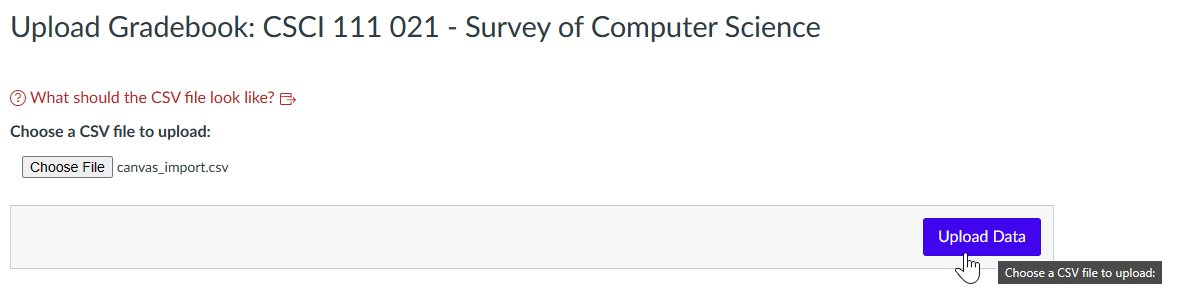 Upload Gradebook: CSCI 111 021 - Survey of Computer Science
What should the CSV file look like?
Choose a CSV file to upload:
Choose File canvas_import.csv
Upload Data
Choose a CSV file to upload: